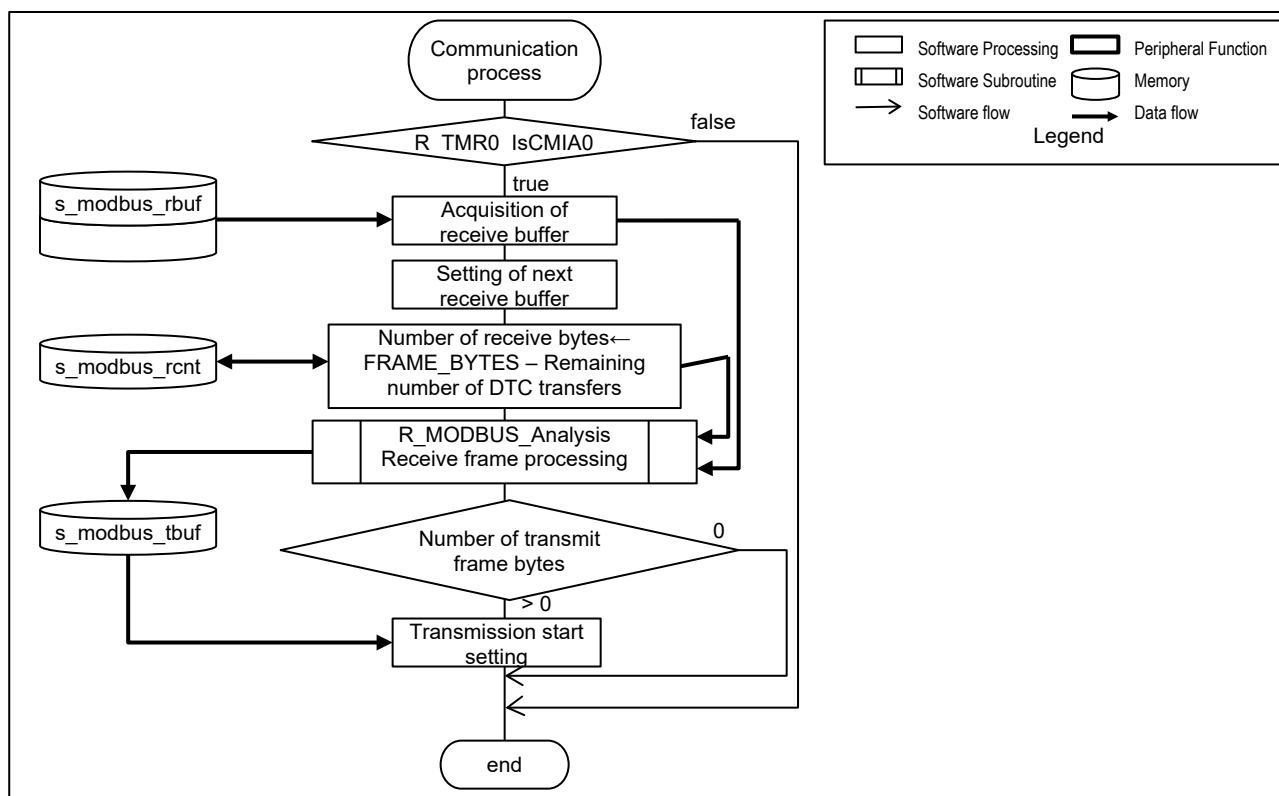 Communication
process
false
R_TMR0_IsCMIA0
true
s_modbus_rbuf
Acquisition of
receive buffer
Setting of next
receive buffer
s_modbus_rcnt
Number of receive bytes←
FRAME_BYTES – Remaining
number of DTC transfers
R_MODBUS_Analysis
Receive frame processing
s_modbus_tbuf
Number of transmit
frame bytes
0
> 0
Transmission start
setting
end
Software Processing
Peripheral Function
Software Subroutine
Memory
Software flow
Data flow
Legend